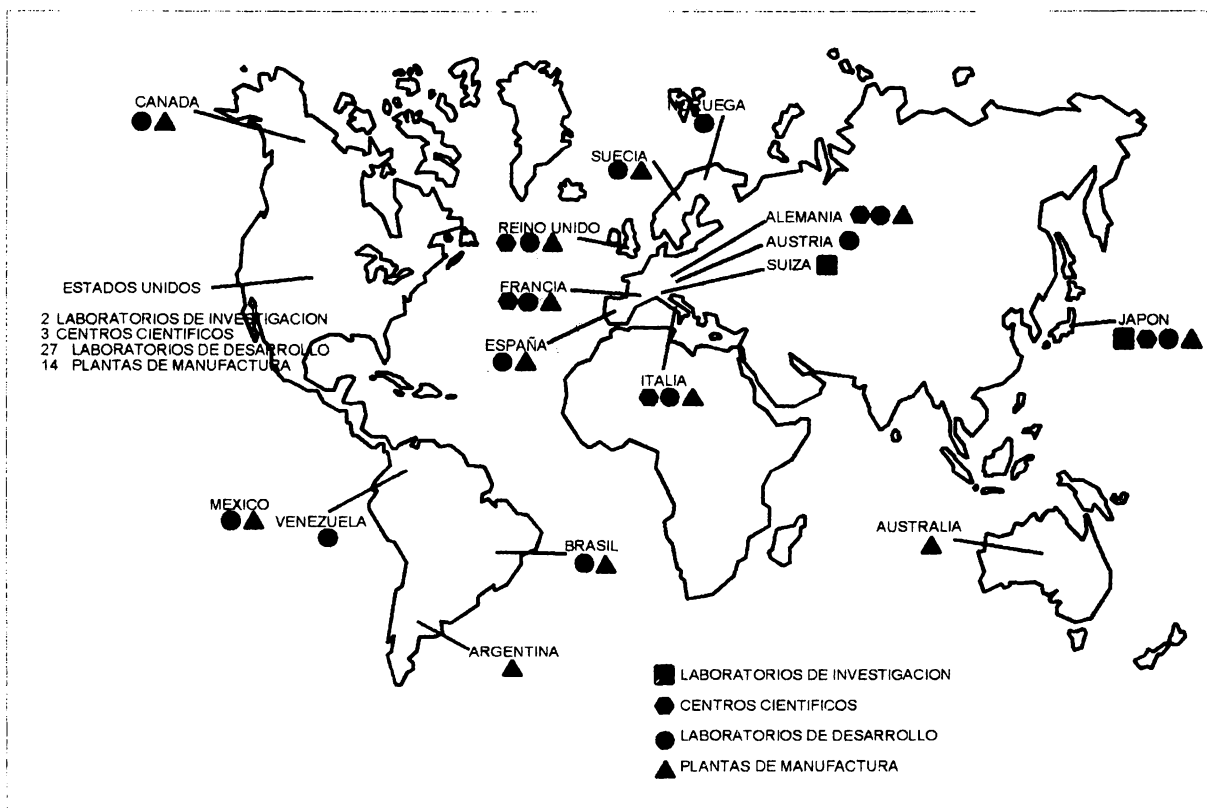 CANADA
NORUEGA
SUECIA
REINO UNIDO
ALEMANIA
AUSTRIA
SUIZA
ESTADOS UNIDOS
FRANCIA
2 LABORATORIOS DE INVESTIGACION
3 CENTROS CIENTIFICOS
27 LABORATORIOS DE DESARROLLO
14 PLANTAS DE MANUFACTURA
JAPON
ESPAÑA
ITALIA
MEXICO
VENEZUELA
BRASIL
AUSTRALIA
ARGENTINA
LABORATORIOS DE INVESTIGACION
CENTROS CIENTIFICOS
LABORATORIOS DE DESARROLLO
PLANTAS DE MANUFACTURA